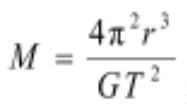 M = 4π²r³ / GT²